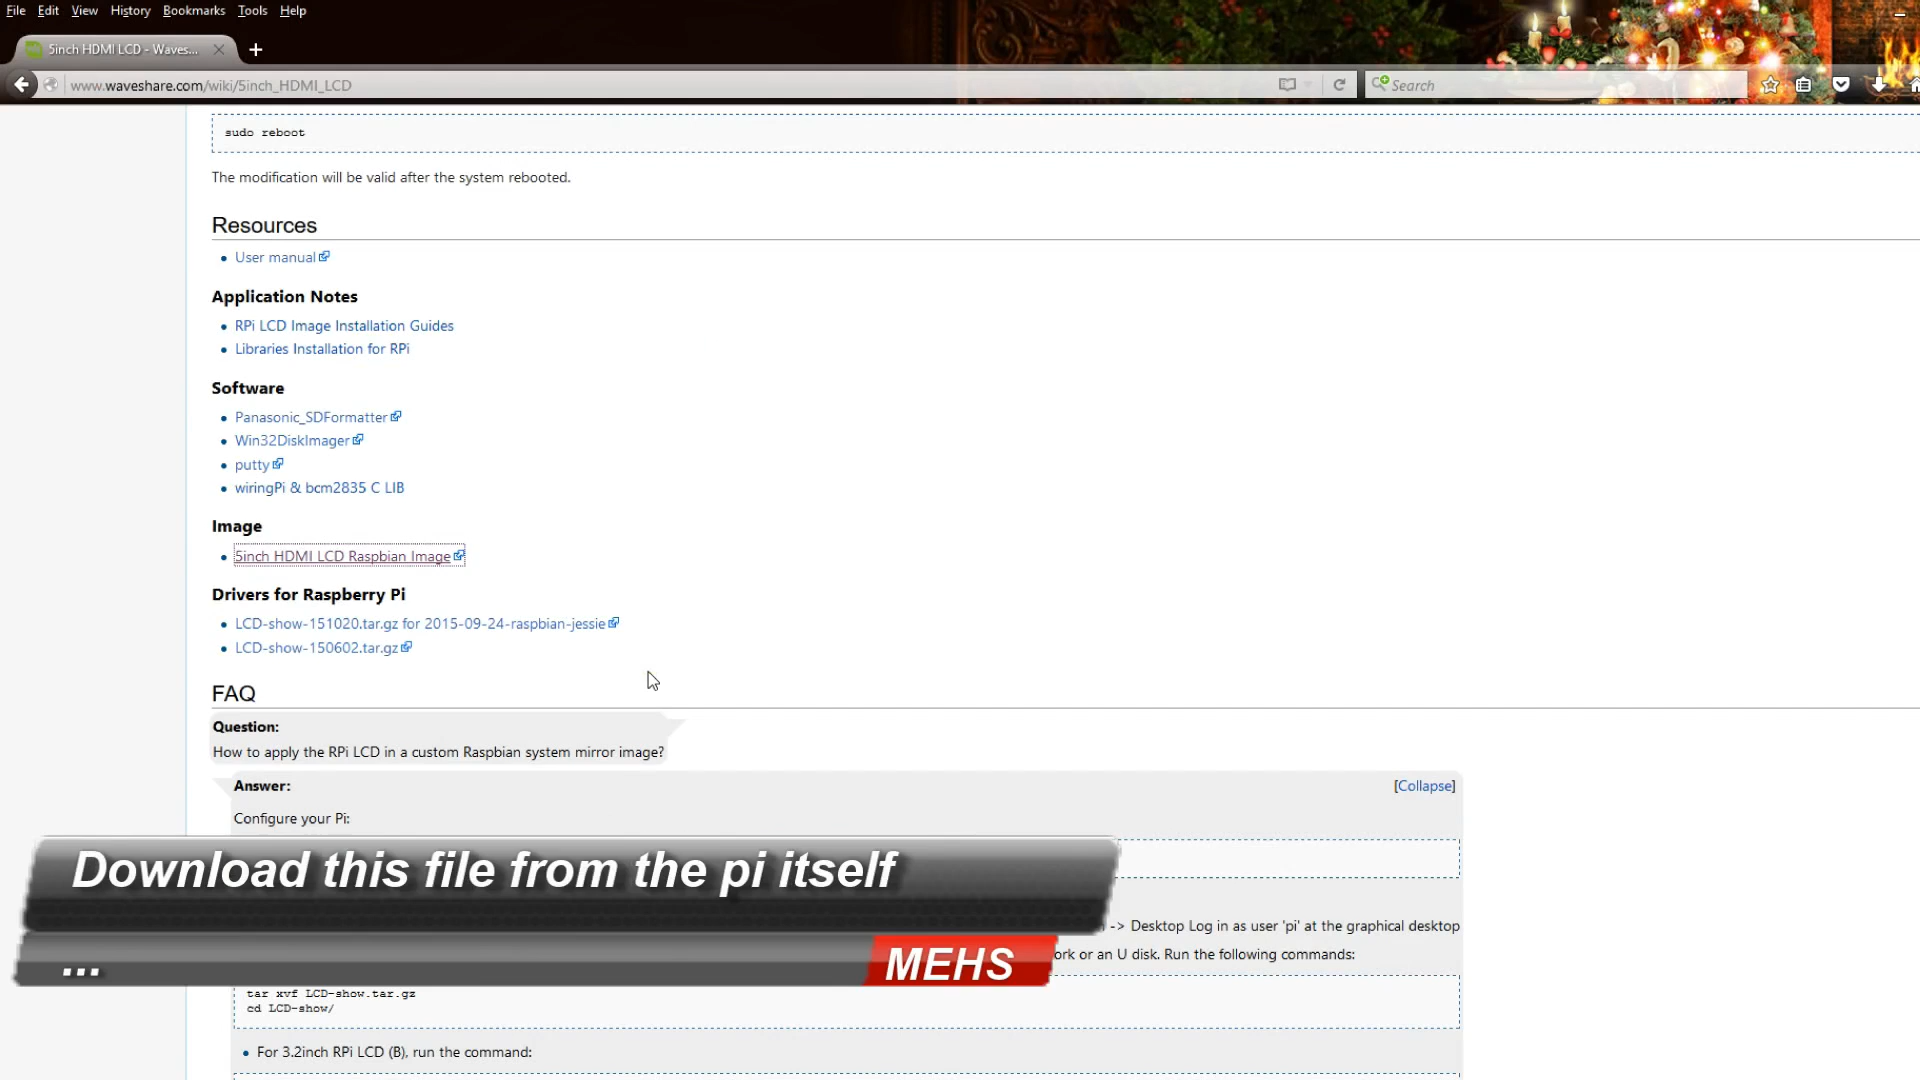 File Edit View History Bookmarks Tools Help
5inch HDMI LCD - Waves...
www.waveshare.com/wiki/5inch_HDMI_LCD
Search
sudo reboot
The modification will be valid after the system rebooted.
Resources
User manual
Application Notes
RPi LCD Image Installation Guides
Libraries Installation for RPi
Software
Panasonic_SDFormatter
Win32DiskImager
putty
wiringPi & bcm2835 C LIB
Image
5inch HDMI LCD Raspbian Image
Drivers for Raspberry Pi
LCD-show-151020.tar.gz for 2015-09-24-raspbian-jessie
LCD-show-150602.tar.gz
FAQ
Question:
How to apply the RPi LCD in a custom Raspbian system mirror image?
Answer:
[Collapse]
Configure your Pi:
Download this file from the pi itself
-> Desktop Log in as user 'pi' at the graphical desktop
...
MEHS
or an U disk. Run the following commands:
tar xvf LCD-show.tar.gz
cd LCD-show/
For 3.2inch RPi LCD (B), run the command: